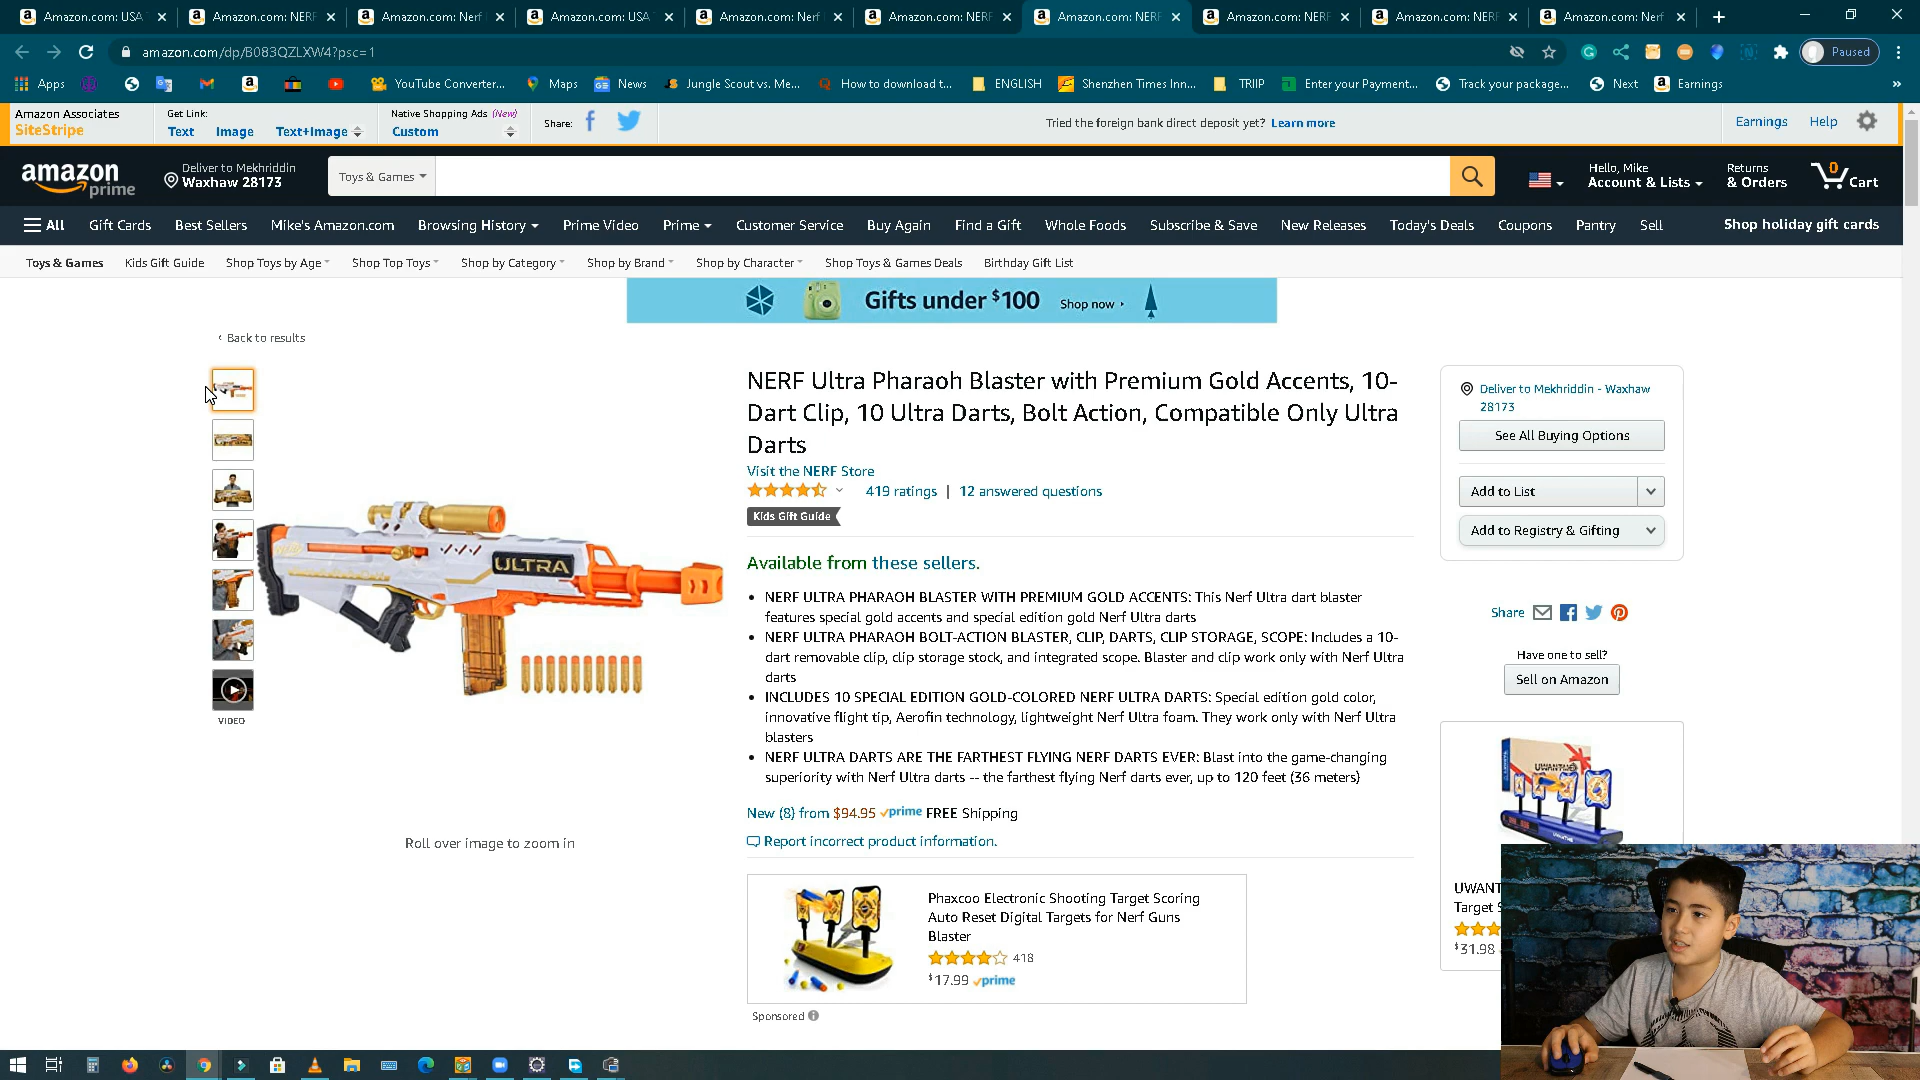 Amazon.com: USA
Amazon.com: NERF
Amazon.com: Nerf
Amazon.com: USA
Amazon.com: Nerf
Amazon.com: NERF
Amazon.com: NERF
Amazon.com: NERF
Amazon.com: NERF
Amazon.com: Nerf
amazon.com/dp/B083QZLXW4?psc=1
Paused
Apps
YouTube Converter...
Maps
News
Jungle Scout vs. Me...
How to download t...
ENGLISH
Shenzhen Times Inn...
TRIIP
Enter your Payment...
Track your package...
Next
Earnings
Amazon Associates
SiteStripe
Get Link:
Text Image Text+Image
Native Shopping Ads (New)
Custom
Share:
Tried the foreign bank direct deposit yet? Learn more
Earnings
Help
amazon prime
Deliver to Mekhriddin
Waxhaw 28173
Toys & Games
Hello, Mike
Account & Lists
Returns
& Orders
0
Cart
All Gift Cards Best Sellers Mike's Amazon.com Browsing History Prime Video Prime Customer Service Buy Again Find a Gift Whole Foods Subscribe & Save New Releases Today's Deals Coupons Pantry Sell
Shop holiday gift cards
Toys & Games Kids Gift Guide Shop Toys by Age Shop Top Toys Shop by Category Shop by Brand Shop by Character Shop Toys & Games Deals Birthday Gift List
Gifts under $100 Shop now ›
‹ Back to results
VIDEO
ULTRA
Roll over image to zoom in
NERF Ultra Pharaoh Blaster with Premium Gold Accents, 10-
Dart Clip, 10 Ultra Darts, Bolt Action, Compatible Only Ultra
Darts
Visit the NERF Store
419 ratings | 12 answered questions
Kids Gift Guide
Available from these sellers.
• NERF ULTRA PHARAOH BLASTER WITH PREMIUM GOLD ACCENTS: This Nerf Ultra dart blaster
features special gold accents and special edition gold Nerf Ultra darts
• NERF ULTRA PHARAOH BOLT-ACTION BLASTER, CLIP, DARTS, CLIP STORAGE, SCOPE: Includes a 10-
dart removable clip, clip storage stock, and integrated scope. Blaster and clip work only with Nerf Ultra
darts
• INCLUDES 10 SPECIAL EDITION GOLD-COLORED NERF ULTRA DARTS: Special edition gold color,
innovative flight tip, Aerofin technology, lightweight Nerf Ultra foam. They work only with Nerf Ultra
blasters
• NERF ULTRA DARTS ARE THE FARTHEST FLYING NERF DARTS EVER: Blast into the game-changing
superiority with Nerf Ultra darts -- the farthest flying Nerf darts ever, up to 120 feet (36 meters)
New (8) from $94.95 prime FREE Shipping
Report incorrect product information.
Phaxcoo Electronic Shooting Target Scoring
Auto Reset Digital Targets for Nerf Guns
Blaster
418
$17.99 prime
Sponsored
Deliver to Mekhriddin - Waxhaw
28173
See All Buying Options
Add to List
Add to Registry & Gifting
Share
Have one to sell?
Sell on Amazon
UWANT
Target
$31.98